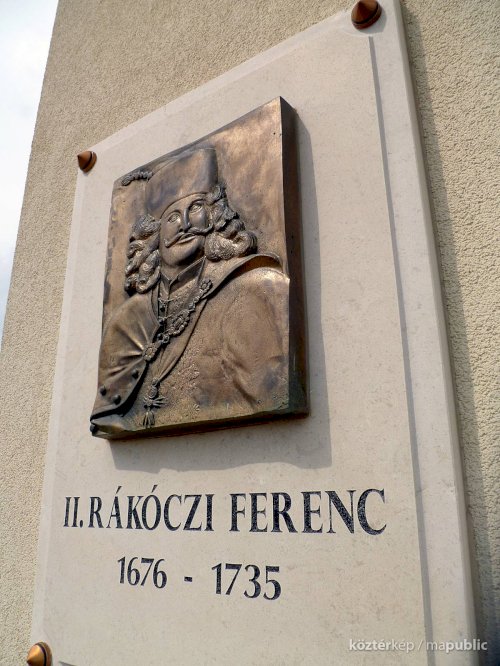 II. RÁKÓCZI FERENC
1676 - 1735
köztérkép / mapublic